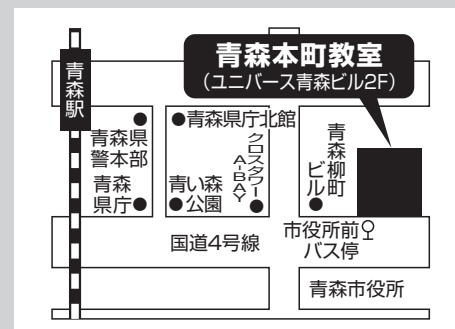 青森本町教室
(ユニバース青森ビル2F)
青森駅
青森県
警本部
青森
県庁
青森県庁北館
青い森
公園
クロスタワー
A-BAY
青森柳町
ビル
市役所前
バス停
国道4号線
青森市役所